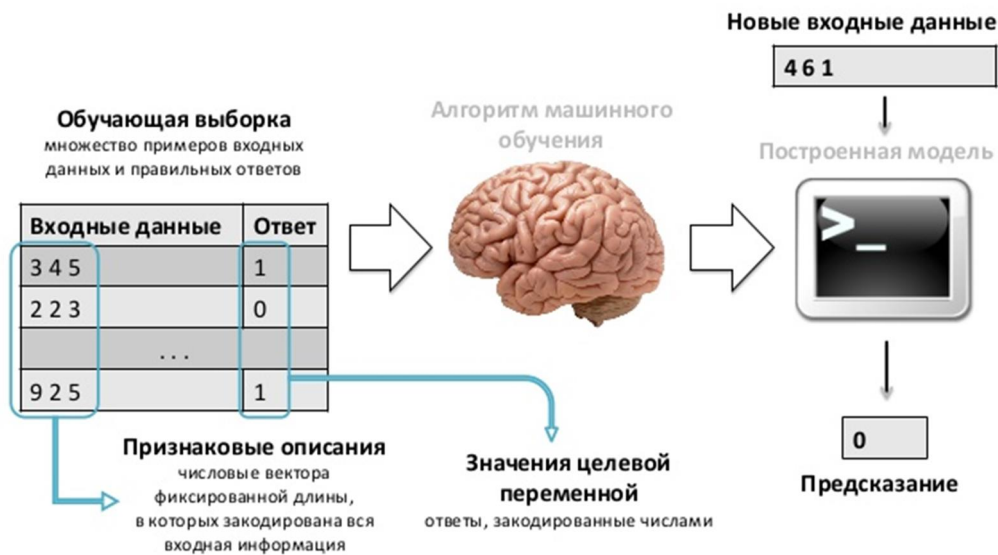 Обучающая выборка
множество примеров входных
данных и правильных ответов
Входные данные Ответ
3 4 5 1
2 2 3 0
...
9 2 5 1
Признаковые описания
числовые вектора
фиксированной длины,
в которых закодирована вся
входная информация
Алгоритм машинного
обучения
Значения целевой
переменной
ответы, закодированные числами
Новые входные данные
4 6 1
Построенная модель
>_
0
Предсказание